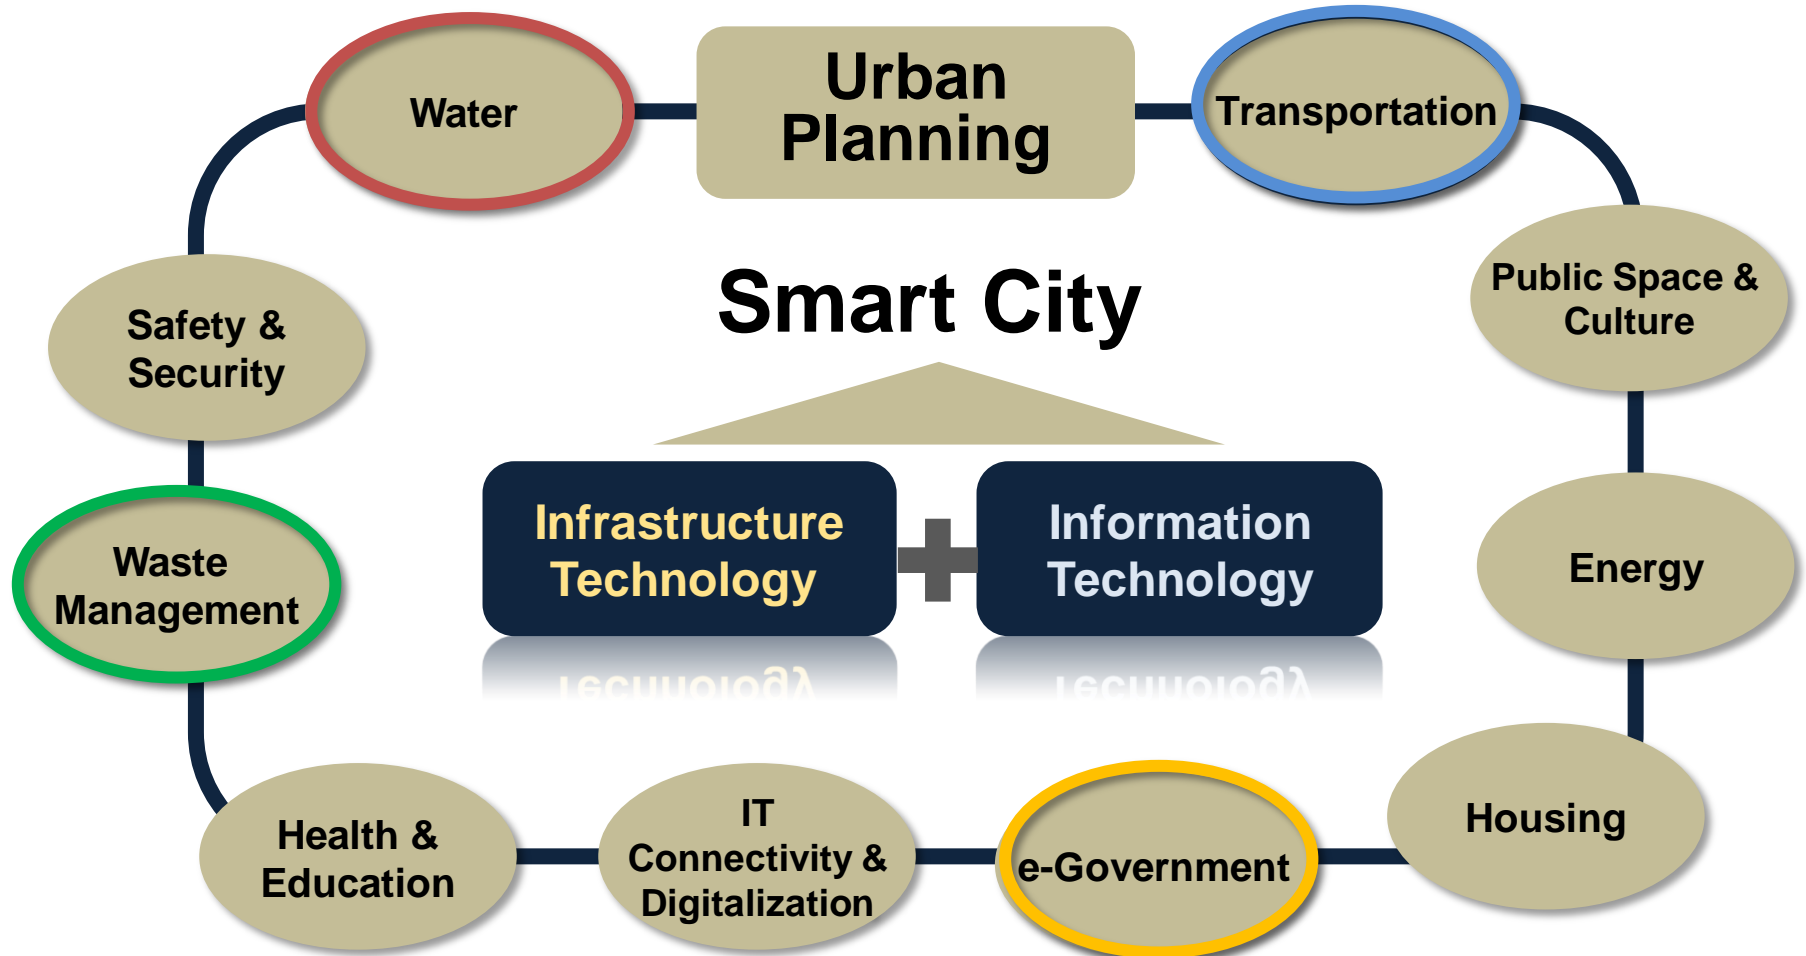 Water
Urban
Planning
Transportation
Safety &
Security
Smart City
Public Space &
Culture
Waste
Management
Infrastructure
Technology
Information
Technology
Energy
Health &
Education
IT
Connectivity &
Digitalization
e-Government
Housing